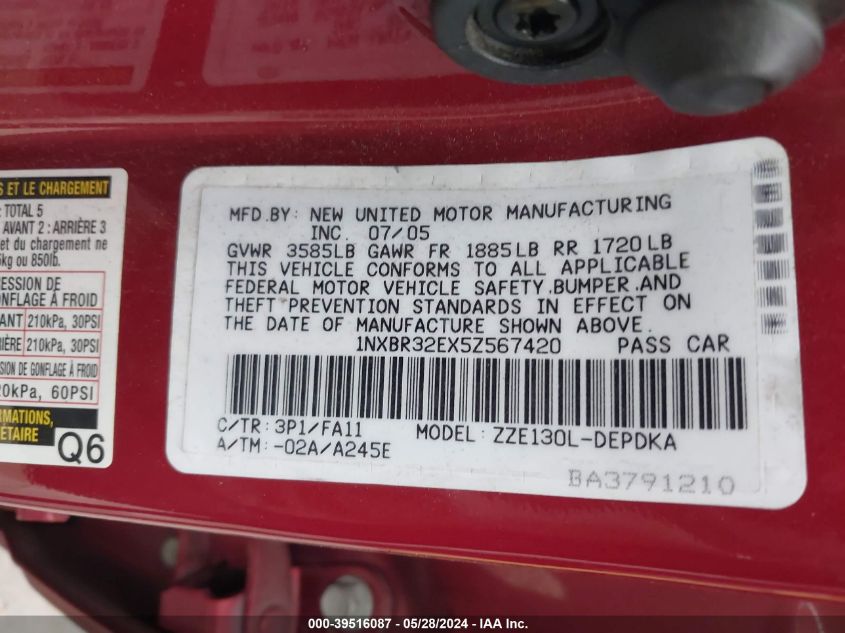 S ET LE CHARGEMENT
TOTAL 5
AVANT 2 : ARRIÈRE 3
et du chargement
kg ou 850lb.
ESSION DE
ONFLAGE À FROID
ANT 210kPa, 30PSI
IÈRE 210kPa, 30PSI
SSION DE GONFLAGE À FROID
20kPa, 60PSI
RMATIONS,
ÉTAIRE
Q6
MFD.BY: NEW UNITED MOTOR MANUFACTURING
INC. 07/05
GVWR 3585LB GAWR FR 1885LB RR 1720LB
THIS VEHICLE CONFORMS TO ALL APPLICABLE
FEDERAL MOTOR VEHICLE SAFETY,BUMPER,AND
THEFT PREVENTION STANDARDS IN EFFECT ON
THE DATE OF MANUFACTURE SHOWN ABOVE.
1NXBR32EX5Z567420 PASS CAR
C/TR: 3P1/FA11 MODEL: ZZE130L-DEPDKA
A/TM: -02A/A245E
BA3791210
000-39516087 - 05/28/2024 - IAA Inc.